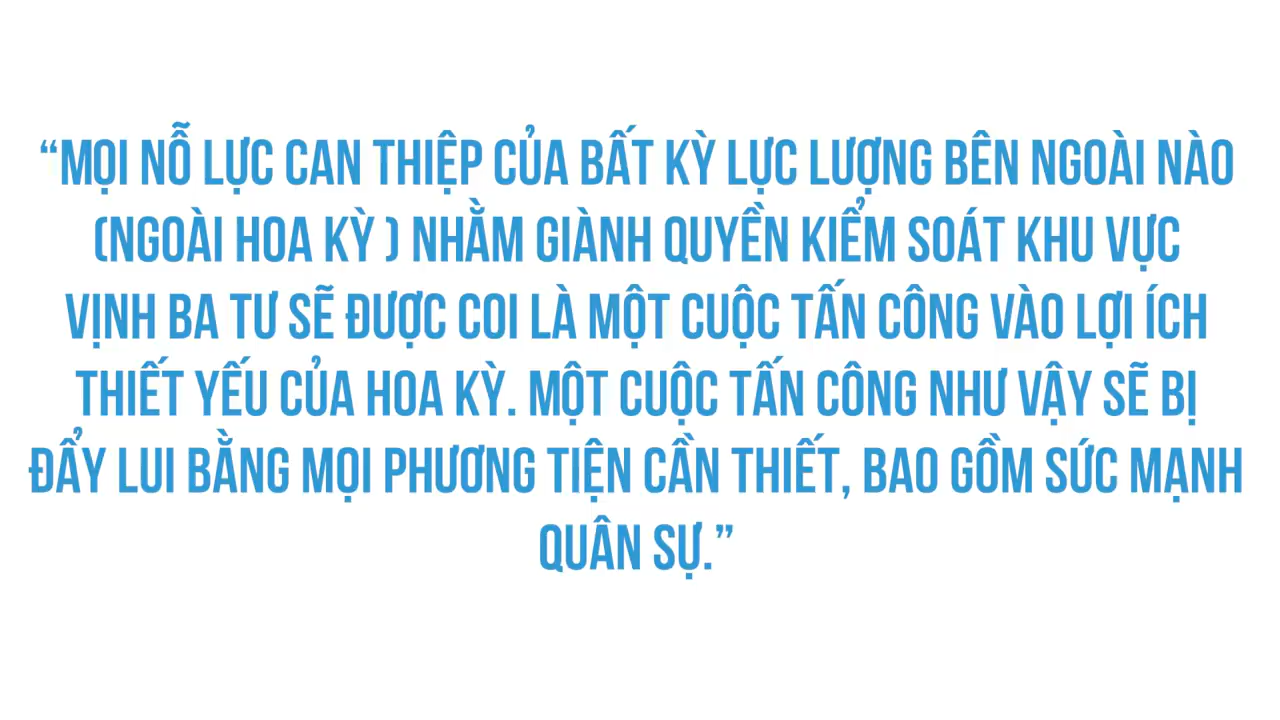 “MỌI NỖ LỰC CAN THIỆP CỦA BẤT KỲ LỰC LƯỢNG BÊN NGOÀI NÀO
(NGOÀI HOA KỲ ) NHẰM GIÀNH QUYỀN KIỂM SOÁT KHU VỰC
VỊNH BA TƯ SẼ ĐƯỢC COI LÀ MỘT CUỘC TẤN CÔNG VÀO LỢI ÍCH
THIẾT YẾU CỦA HOA KỲ. MỘT CUỘC TẤN CÔNG NHƯ VẬY SẼ BỊ
ĐẨY LUI BẰNG MỌI PHƯƠNG TIỆN CẦN THIẾT, BAO GỒM SỨC MẠNH
QUÂN SỰ.”